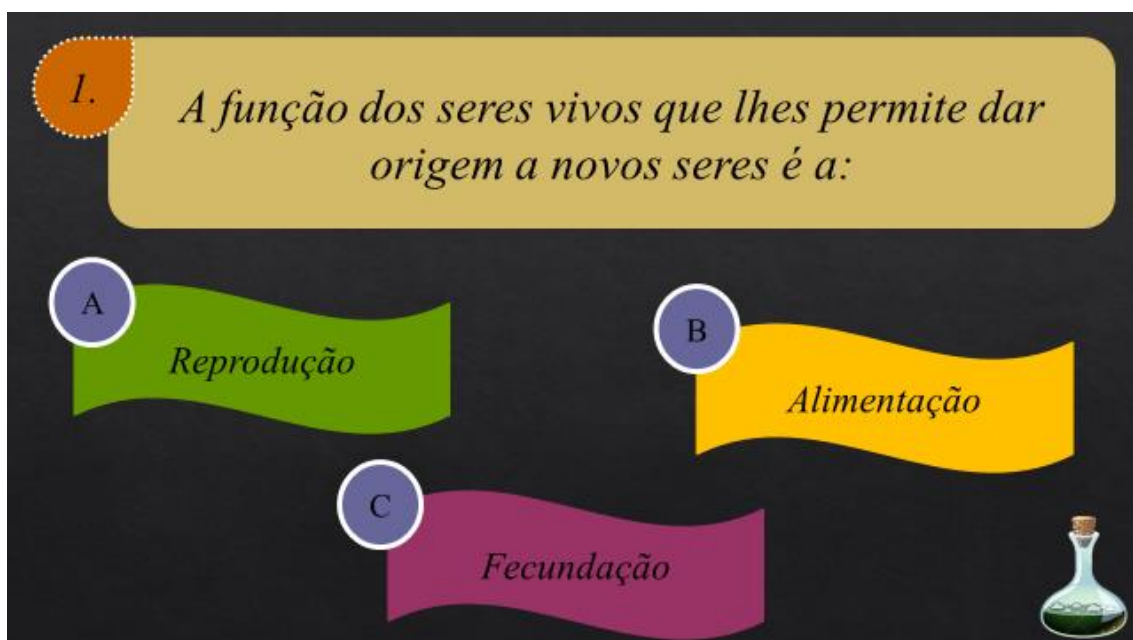 1.
A função dos seres vivos que lhes permite dar
origem a novos seres é a:
A
Reprodução
B
Alimentação
C
Fecundação